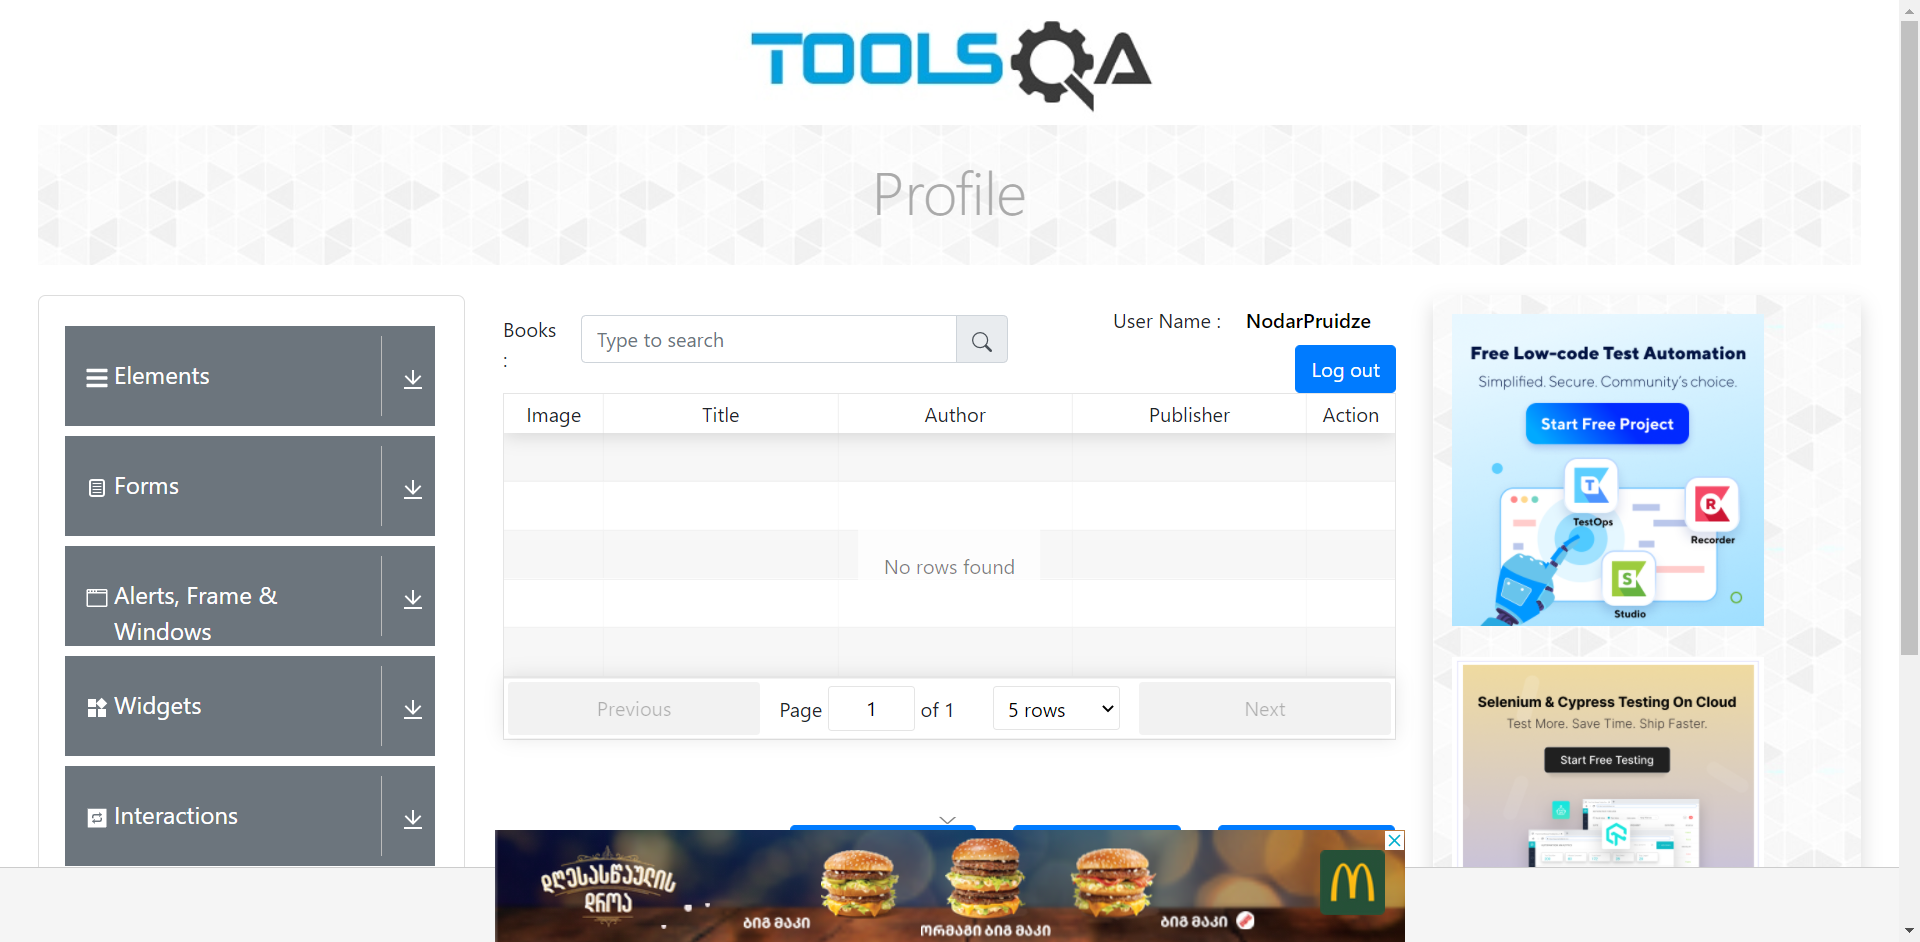 TOOLSQA
Profile
Elements
Forms
Alerts, Frame &
Windows
Widgets
Interactions
Books
:
Type to search
User Name : NodarPruidze
Log out
Image Title Author Publisher Action
No rows found
Previous Page 1 of 1 5 rows Next
Free Low-code Test Automation
Simplified. Secure. Community's choice.
Start Free Project
TestOps
Recorder
Studio
Selenium & Cypress Testing On Cloud
Test More. Save Time. Ship Faster.
Start Free Testing
დღესასწაულის
დროა
ბიგ მაკი
ორმაგი ბიგ მაკი
ბიგ მაკი